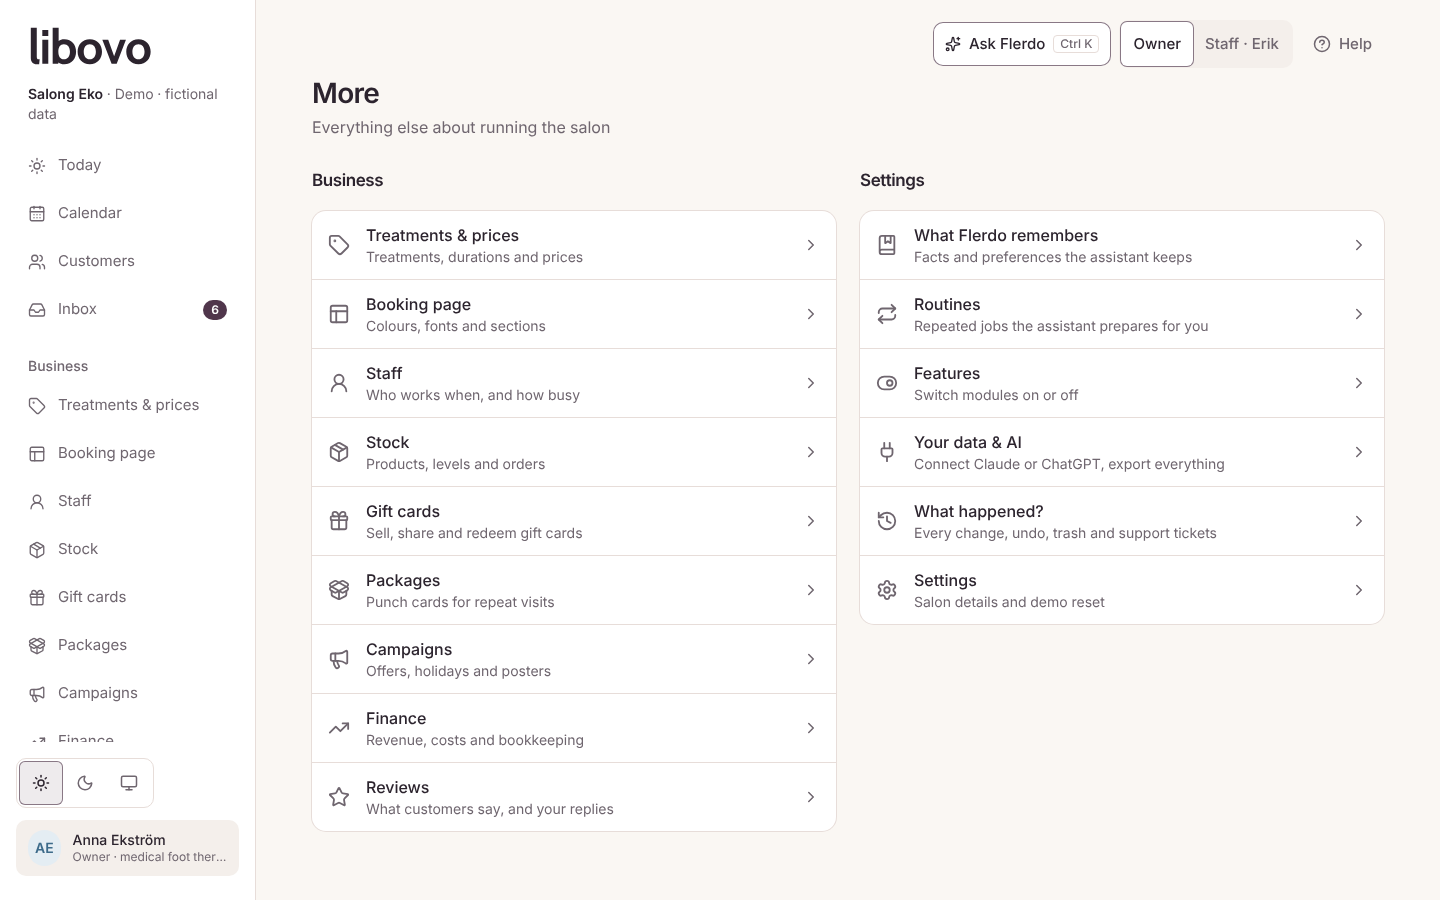 libovo
Salong Eko · Demo · fictional
data
Today
Calendar
Customers
Inbox 6
Business
Treatments & prices
Booking page
Staff
Stock
Gift cards
Packages
Campaigns
Finance
AE
Anna Ekström
Owner · medical foot ther...
Ask Flerdo Ctrl K
Owner
Staff · Erik
Help
More
Everything else about running the salon
Business
Treatments & prices
Treatments, durations and prices
Booking page
Colours, fonts and sections
Staff
Who works when, and how busy
Stock
Products, levels and orders
Gift cards
Sell, share and redeem gift cards
Packages
Punch cards for repeat visits
Campaigns
Offers, holidays and posters
Finance
Revenue, costs and bookkeeping
Reviews
What customers say, and your replies
Settings
What Flerdo remembers
Facts and preferences the assistant keeps
Routines
Repeated jobs the assistant prepares for you
Features
Switch modules on or off
Your data & AI
Connect Claude or ChatGPT, export everything
What happened?
Every change, undo, trash and support tickets
Settings
Salon details and demo reset